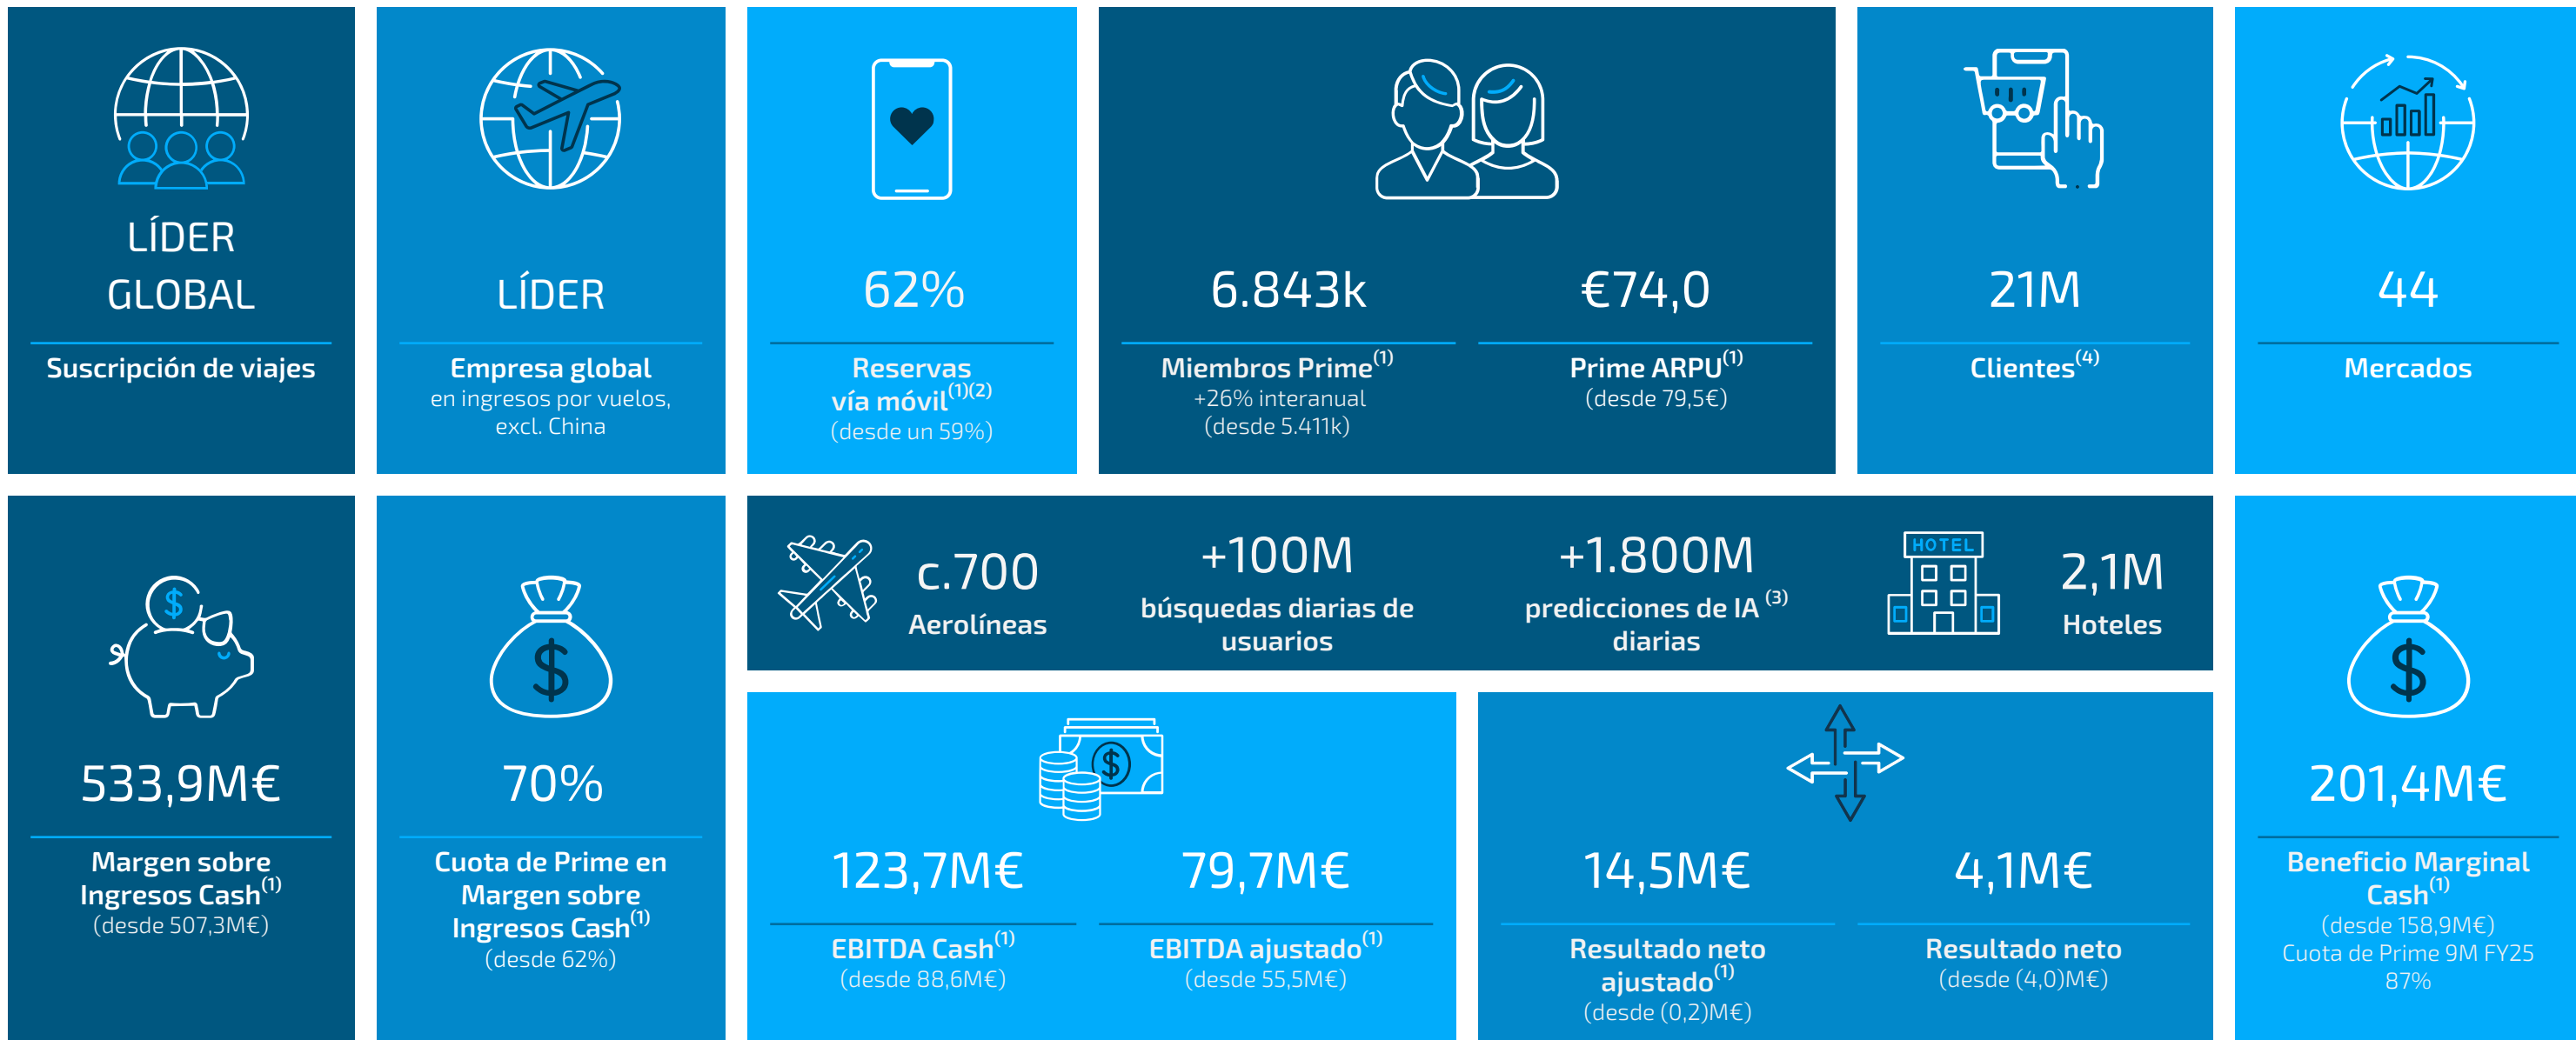 LÍDER
GLOBAL
Suscripción de viajes
LÍDER
Empresa global
en ingresos por vuelos,
excl. China
62%
Reservas
vía móvil(1)(2)
(desde un 59%)
6.843k
Miembros Prime(1)
+26% interanual
(desde 5.411k)
€74,0
Prime ARPU(1)
(desde 79,5€)
21M
Clientes(4)
44
Mercados
$
533,9M€
Margen sobre
Ingresos Cash(1)
(desde 507,3M€)
$
70%
Cuota de Prime en
Margen sobre
Ingresos Cash(1)
(desde 62%)
c.700
Aerolíneas
+100M
búsquedas diarias de
usuarios
+1.800M
predicciones de IA (3)
diarias
HOTEL
2,1M
Hoteles
$
123,7M€
EBITDA Cash(1)
(desde 88,6M€)
79,7M€
EBITDA ajustado(1)
(desde 55,5M€)
14,5M€
Resultado neto
ajustado(1)
(desde (0,2)M€)
4,1M€
Resultado neto
(desde (4,0)M€)
$
201,4M€
Beneficio Marginal
Cash(1)
(desde 158,9M€)
Cuota de Prime 9M FY25
87%